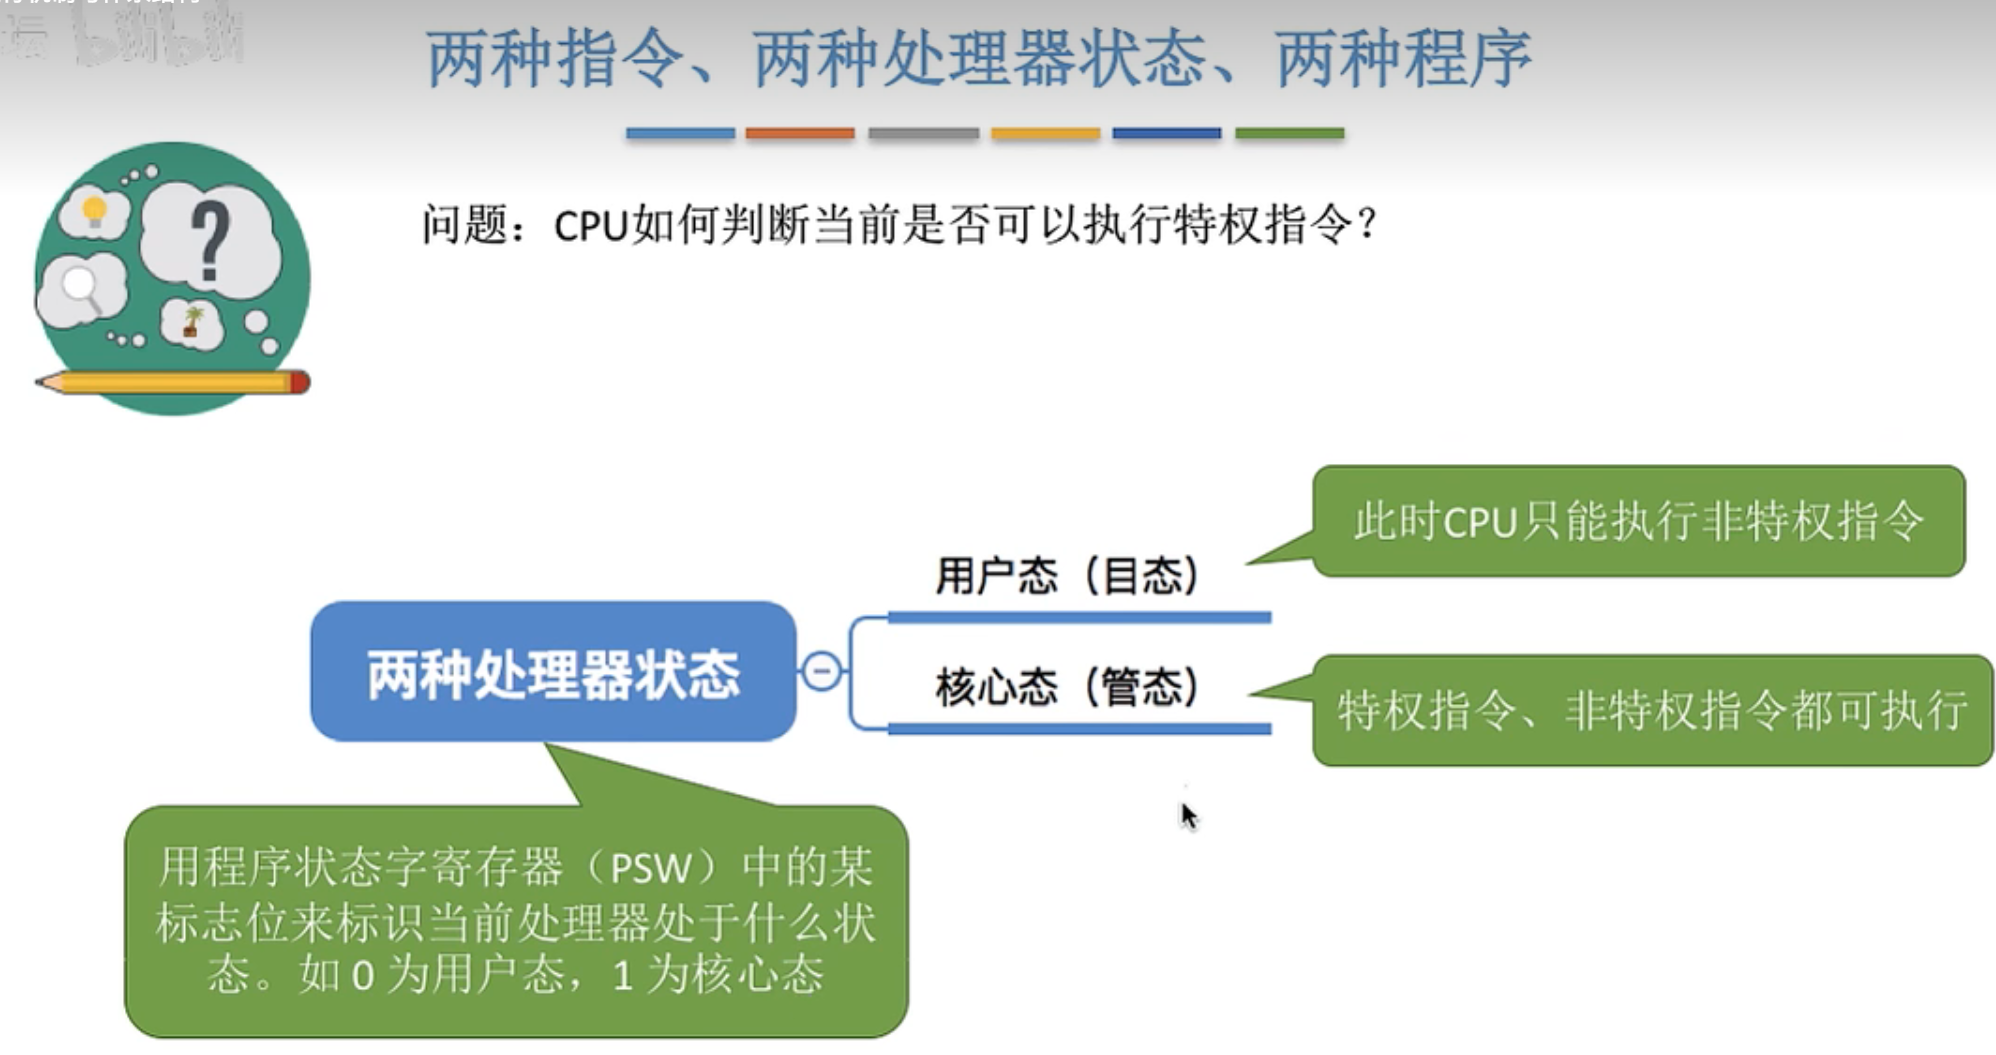 两种指令、两种处理器状态、两种程序
问题：CPU如何判断当前是否可以执行特权指令？
?
此时CPU只能执行非特权指令
用户态（目态）
两种处理器状态
核心态（管态）
特权指令、非特权指令都可执行
用程序状态字寄存器（PSW）中的某
标志位来标识当前处理器处于什么状
态。如 0 为用户态，1 为核心态